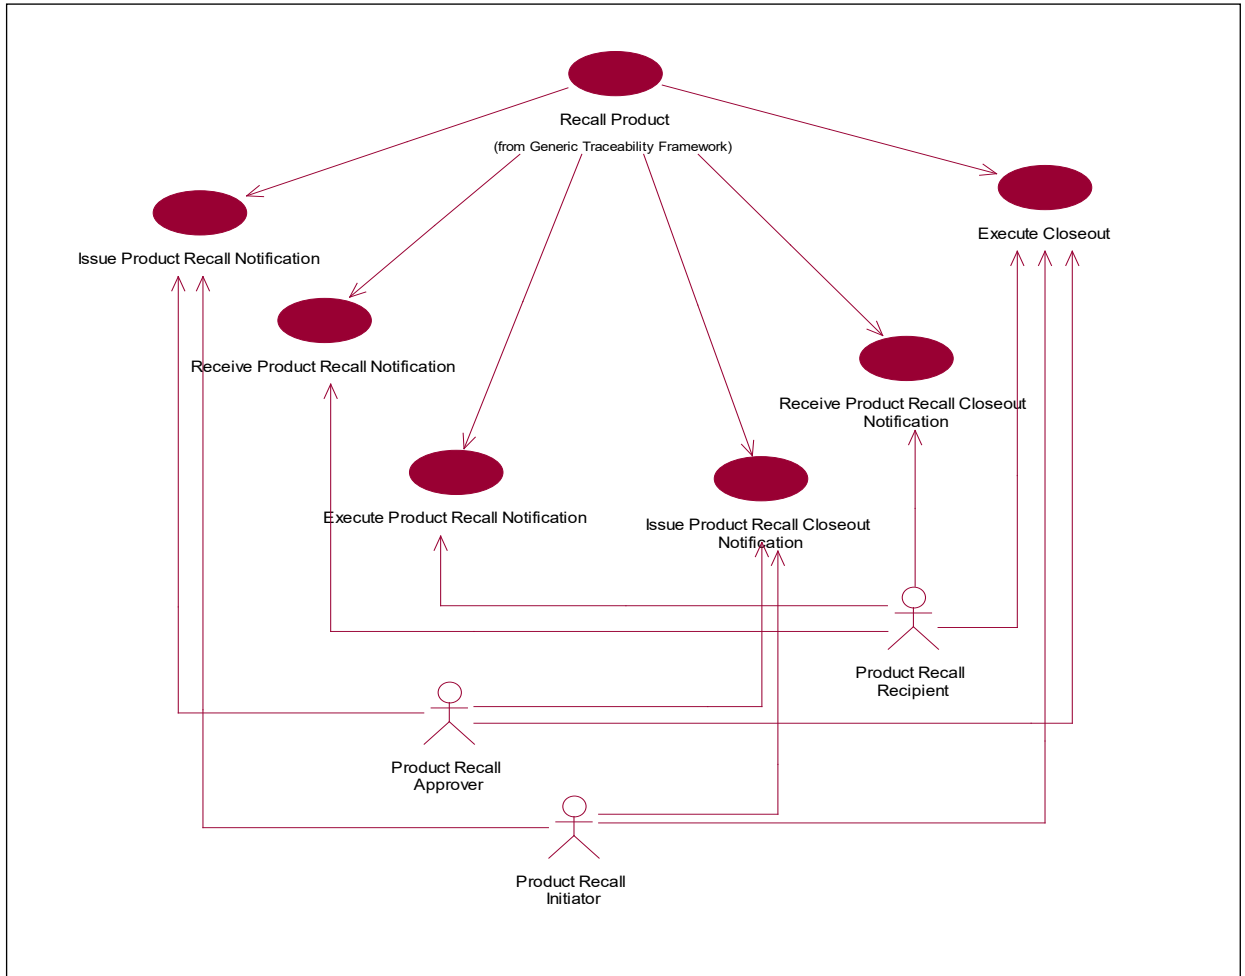 Recall Product
(from Generic Traceability Framework)
Execute Closeout
Issue Product Recall Notification
Receive Product Recall Notification
Receive Product Recall Closeout
Notification
Execute Product Recall Notification
Issue Product Recall Closeout
Notification
Product Recall
Recipient
Product Recall
Approver
Product Recall
Initiator